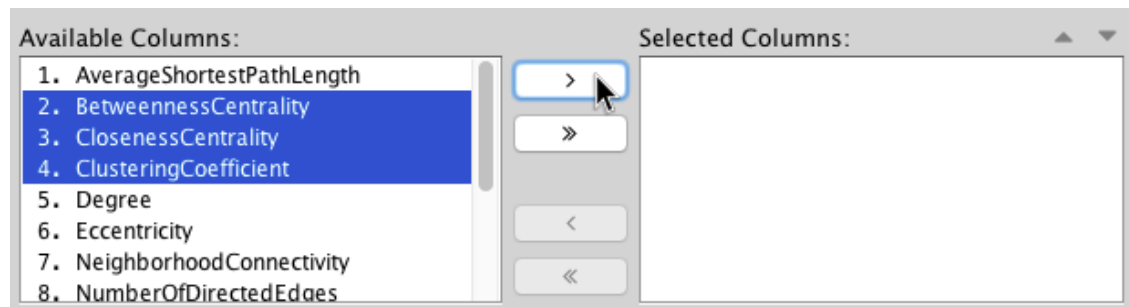 Available Columns:
1. AverageShortestPathLength
2. BetweennessCentrality
3. ClosenessCentrality
4. ClusteringCoefficient
5. Degree
6. Eccentricity
7. NeighborhoodConnectivity
8. NumberOfDirectedEdges
>
»
<
«
Selected Columns: